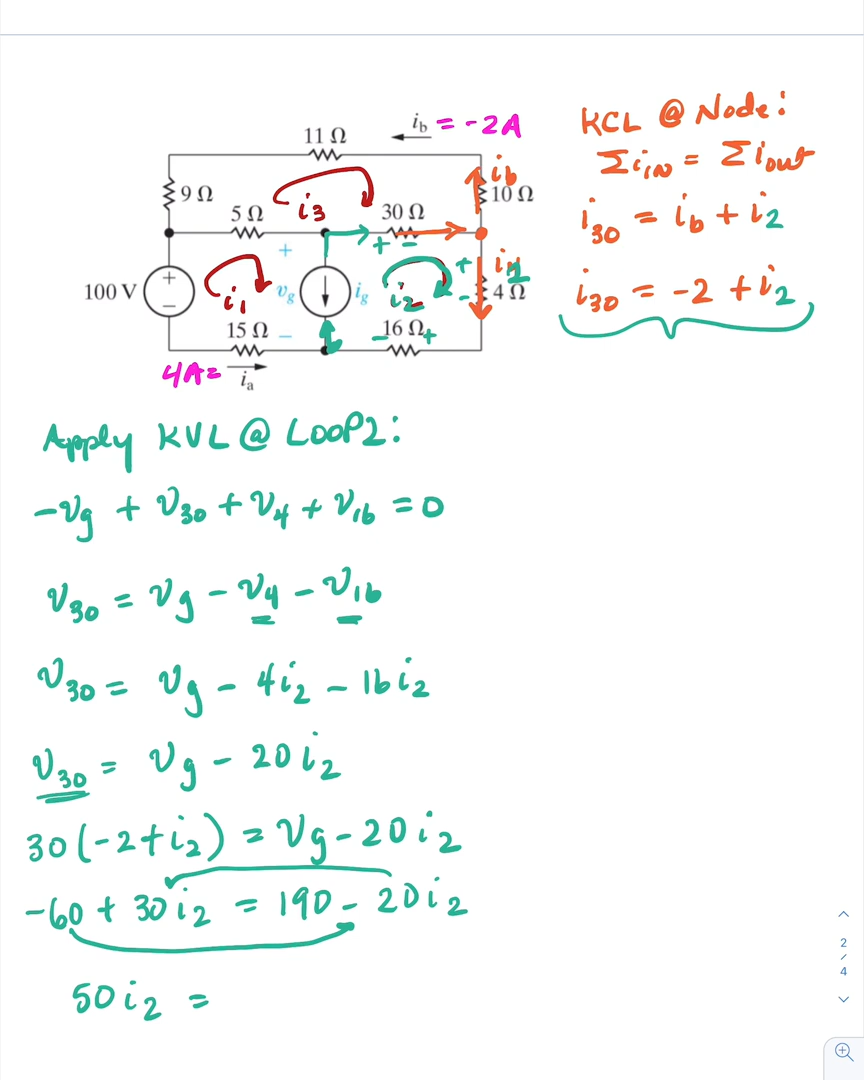 11 Ω
i_b = -2A
KCL @ Node:
Σi_IN = Σi_out
i_30 = i_b + i_2
i_30 = -2 + i_2
9 Ω
5 Ω
i_3
30 Ω
i_b
10 Ω
+
+ -
100 V
+
-
i_1
v_g
i_g
i_2
+
-
4 Ω
15 Ω
-
-
16 Ω
+
4A =
i_a
Apply KVL @ LOOP2:
-v_g + v_30 + v_4 + v_16 = 0
v_30 = v_g - v_4 - v_16
v_30 = v_g - 4i_2 - 16i_2
v_30 = v_g - 20i_2
30(-2+i_2) = v_g - 20i_2
-60 + 30i_2 = 190 - 20i_2
50i_2 =
2
/
4